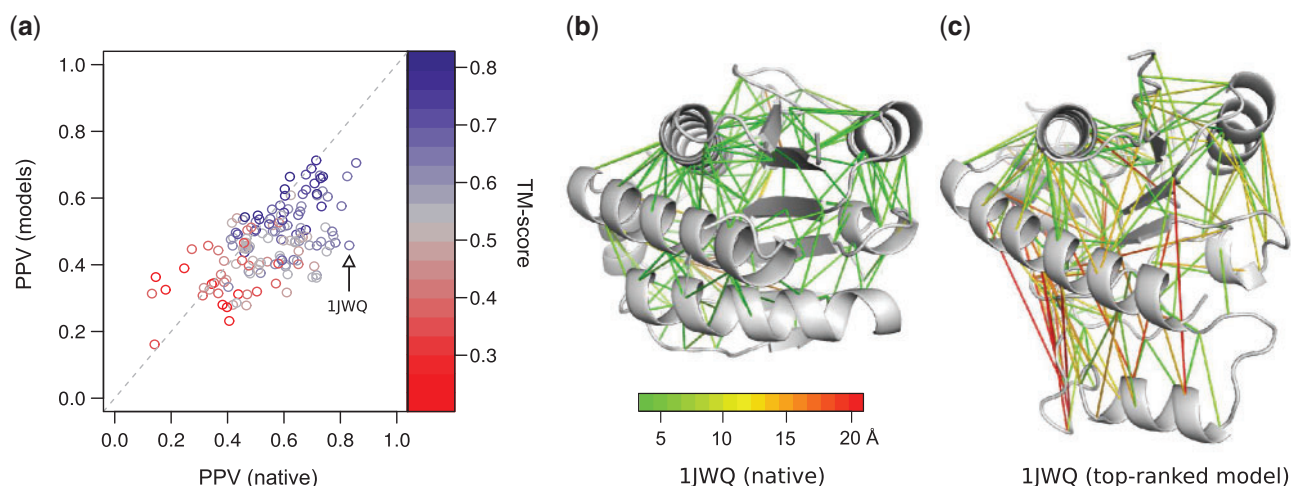 (a)
1.0
0.8
0.6
0.4
0.2
0.0
PPV (models)
0.0 0.2 0.4 0.6 0.8 1.0
PPV (native)
1JWQ
0.8
0.7
0.6
0.5
0.4
0.3
TM-score
(b)
5 10 15 20 Å
1JWQ (native)
(c)
1JWQ (top-ranked model)